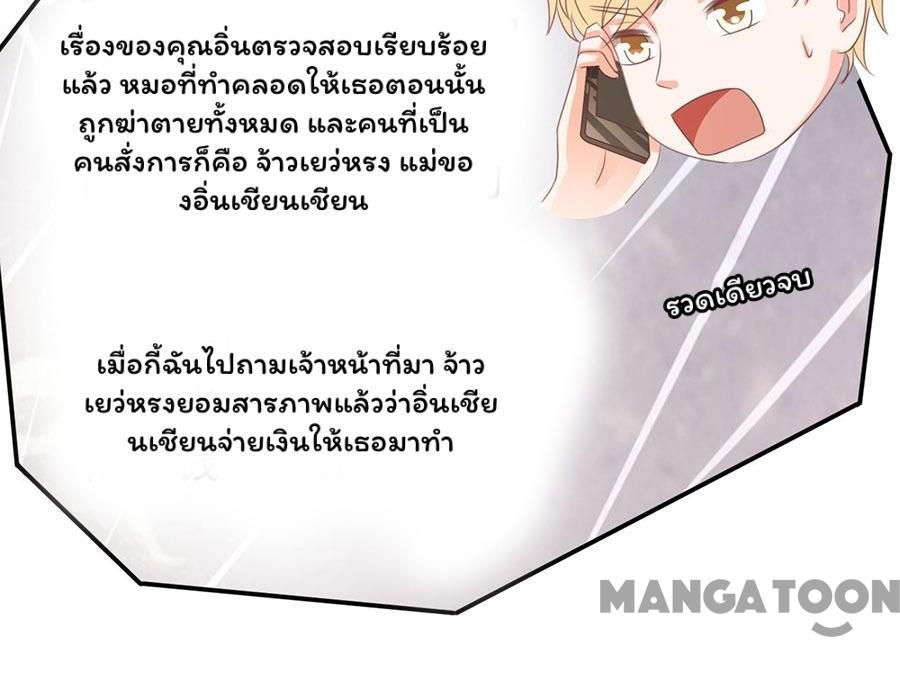 เรื่องของคุณอิ่นตรวจสอบเรียบร้อย
แล้ว หมอที่ทำคลอดให้เธอตอนนั้น
ถูกฆ่าตายทั้งหมด และคนที่เป็น
คนสั่งการก็คือ จ้าวเยว่หรง แม่ขอ
งอิ่นเชียนเชียน
รวดเดียวจบ
เมื่อกี้ฉันไปถามเจ้าหน้าที่มา จ้าว
เยว่หรงยอมสารภาพแล้วว่าอิ่นเชีย
นเชียนจ่ายเงินให้เธอมาทำ
MANGATOON